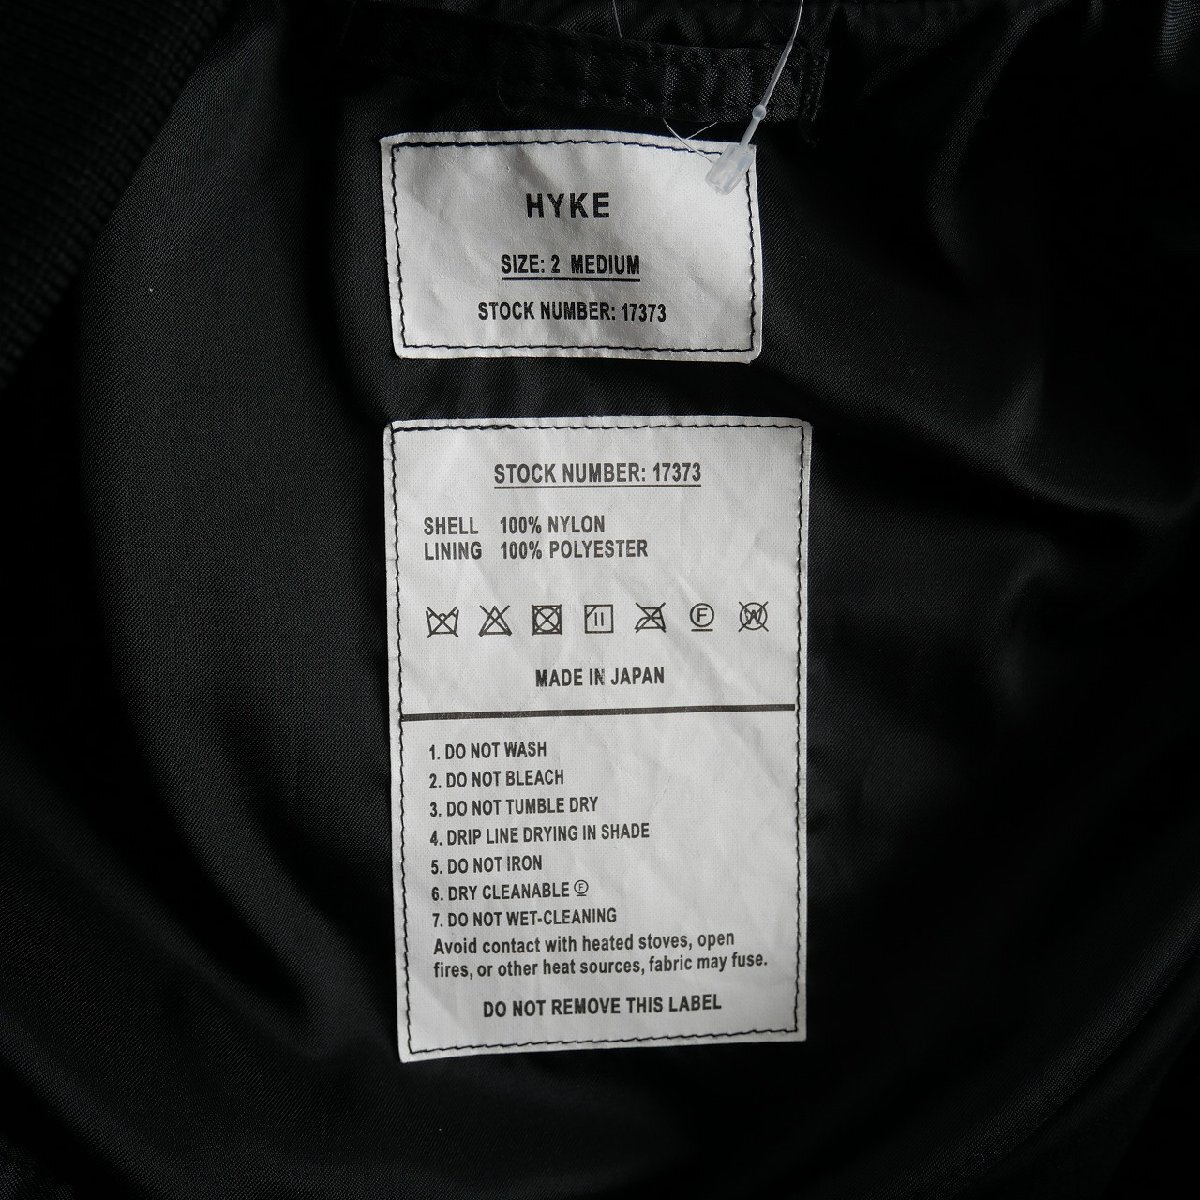 HYKE
SIZE: 2 MEDIUM
STOCK NUMBER: 17373
STOCK NUMBER: 17373
SHELL 100% NYLON
LINING 100% POLYESTER
F W
MADE IN JAPAN
1. DO NOT WASH
2. DO NOT BLEACH
3. DO NOT TUMBLE DRY
4. DRIP LINE DRYING IN SHADE
5. DO NOT IRON
6. DRY CLEANABLE Ⓕ
7. DO NOT WET-CLEANING
Avoid contact with heated stoves, open
fires, or other heat sources, fabric may fuse.
DO NOT REMOVE THIS LABEL